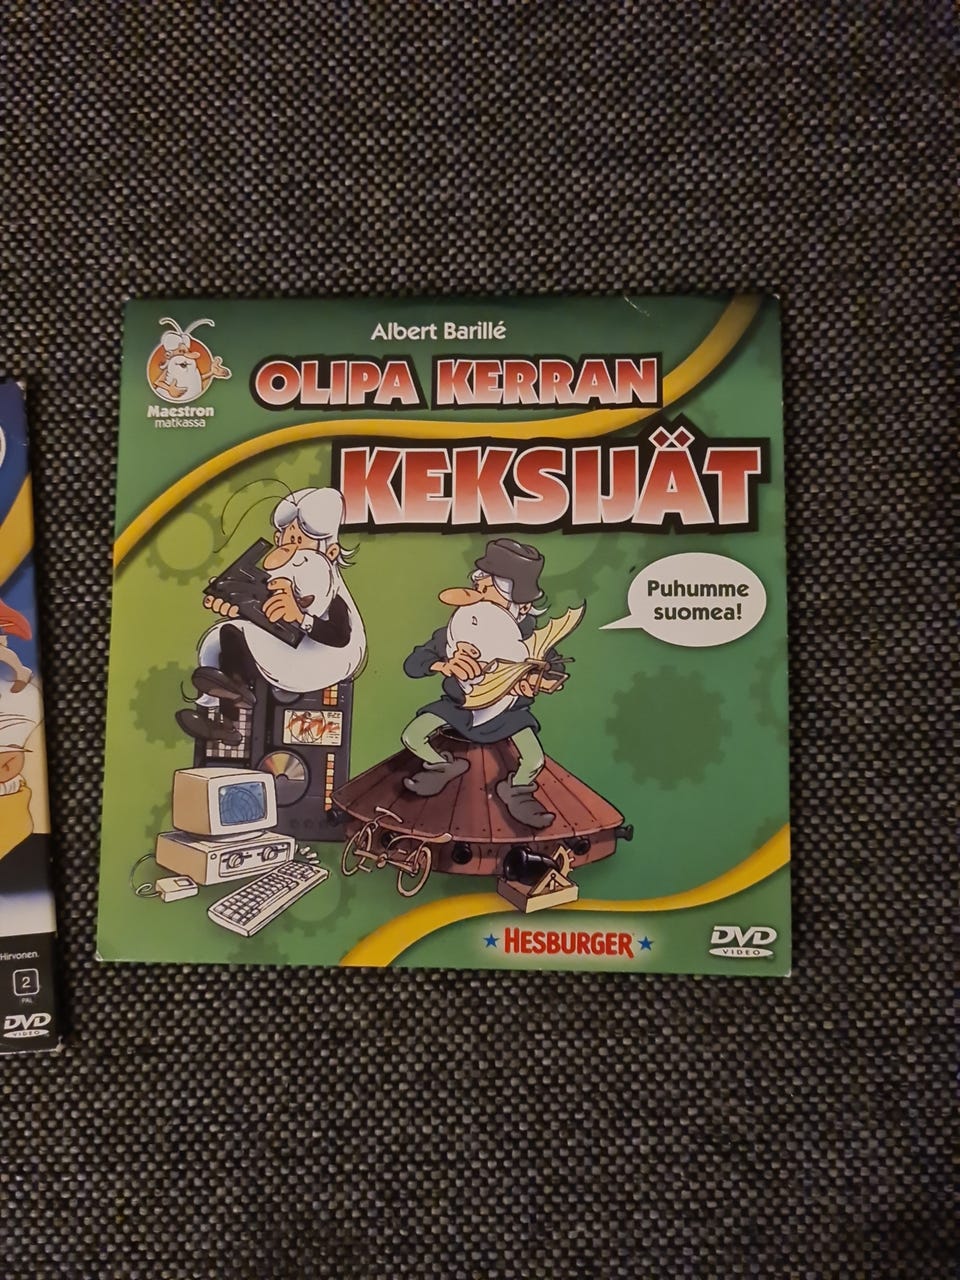 Albert Barillé
OLIPA KERRAN
KEKSIJÄT
Maestron
matkassa
Puhumme
suomea!
HESBURGER
DVD
VIDEO
Hirvonen.
2
PAL
DVD
VIDEO